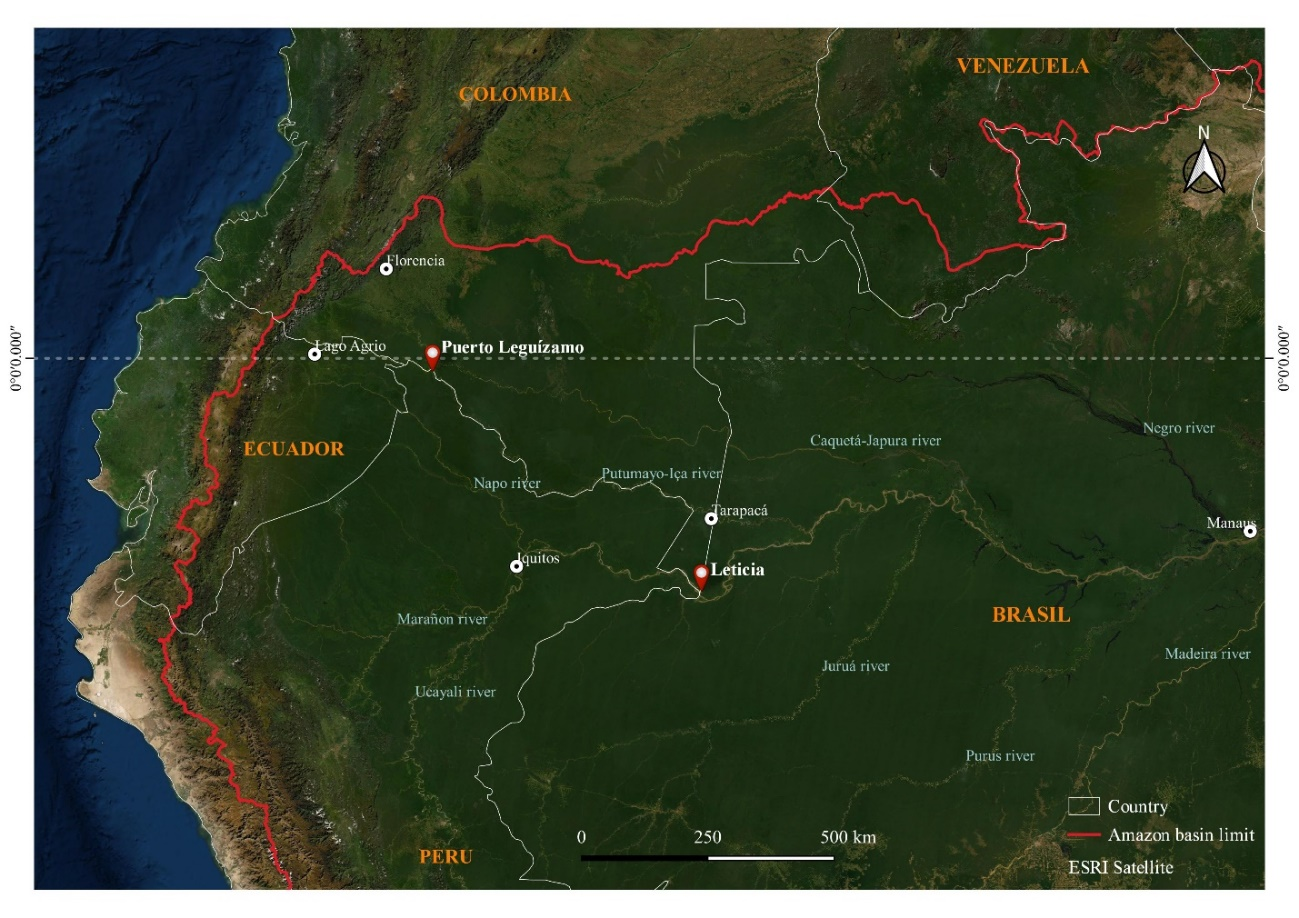 VENEZUELA
COLOMBIA
N
Florencia
Lago Agrio
Puerto Leguízamo
0°0'0.000"
0°0'0.000"
ECUADOR
Negro river
Caquetá-Japura river
Putumayo-Iça river
Napo river
Tarapacá
Manaus
Iquitos
Leticia
BRASIL
Marañon river
Madeira river
Juruá river
Ucayali river
Purus river
Country
0 250 500 km
Amazon basin limit
PERU
ESRI Satellite